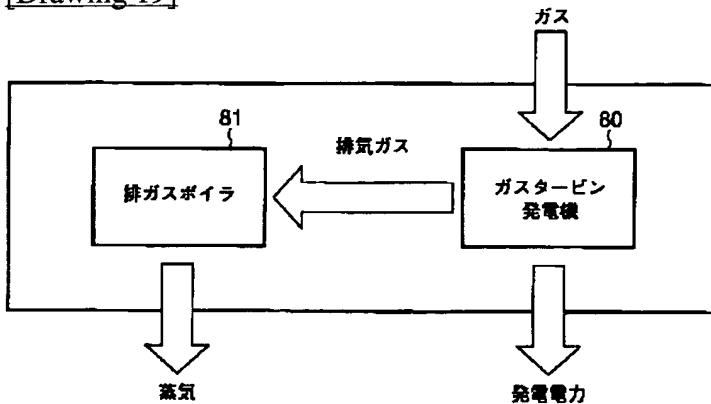 [Drawing 19]
ガス
81
80
排気ガス
排ガスボイラ
ガスタービン
発電機
蒸気
発電電力